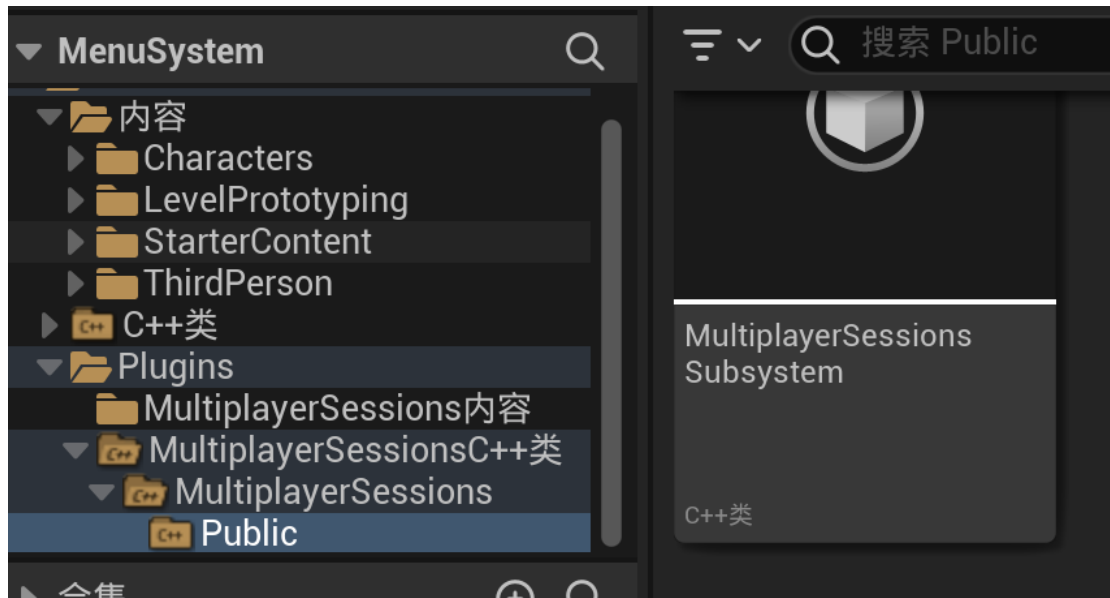 MenuSystem
内容
Characters
LevelPrototyping
StarterContent
ThirdPerson
C++ C++类
Plugins
MultiplayerSessions内容
C++ MultiplayerSessionsC++类
C++ MultiplayerSessions
C++ Public
合集
搜索 Public
MultiplayerSessions
Subsystem
C++类